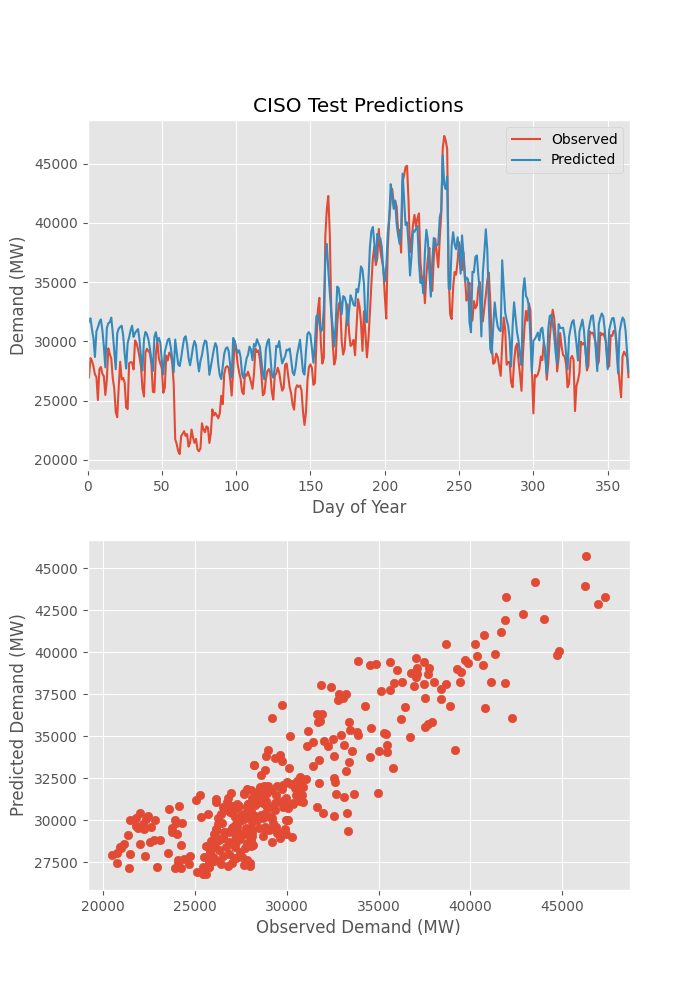 CISO Test Predictions
Observed
Predicted
Demand (MW)
45000
40000
35000
30000
25000
20000
0 50 100 150 200 250 300 350
Day of Year
Predicted Demand (MW)
45000
42500
40000
37500
35000
32500
30000
27500
20000 25000 30000 35000 40000 45000
Observed Demand (MW)